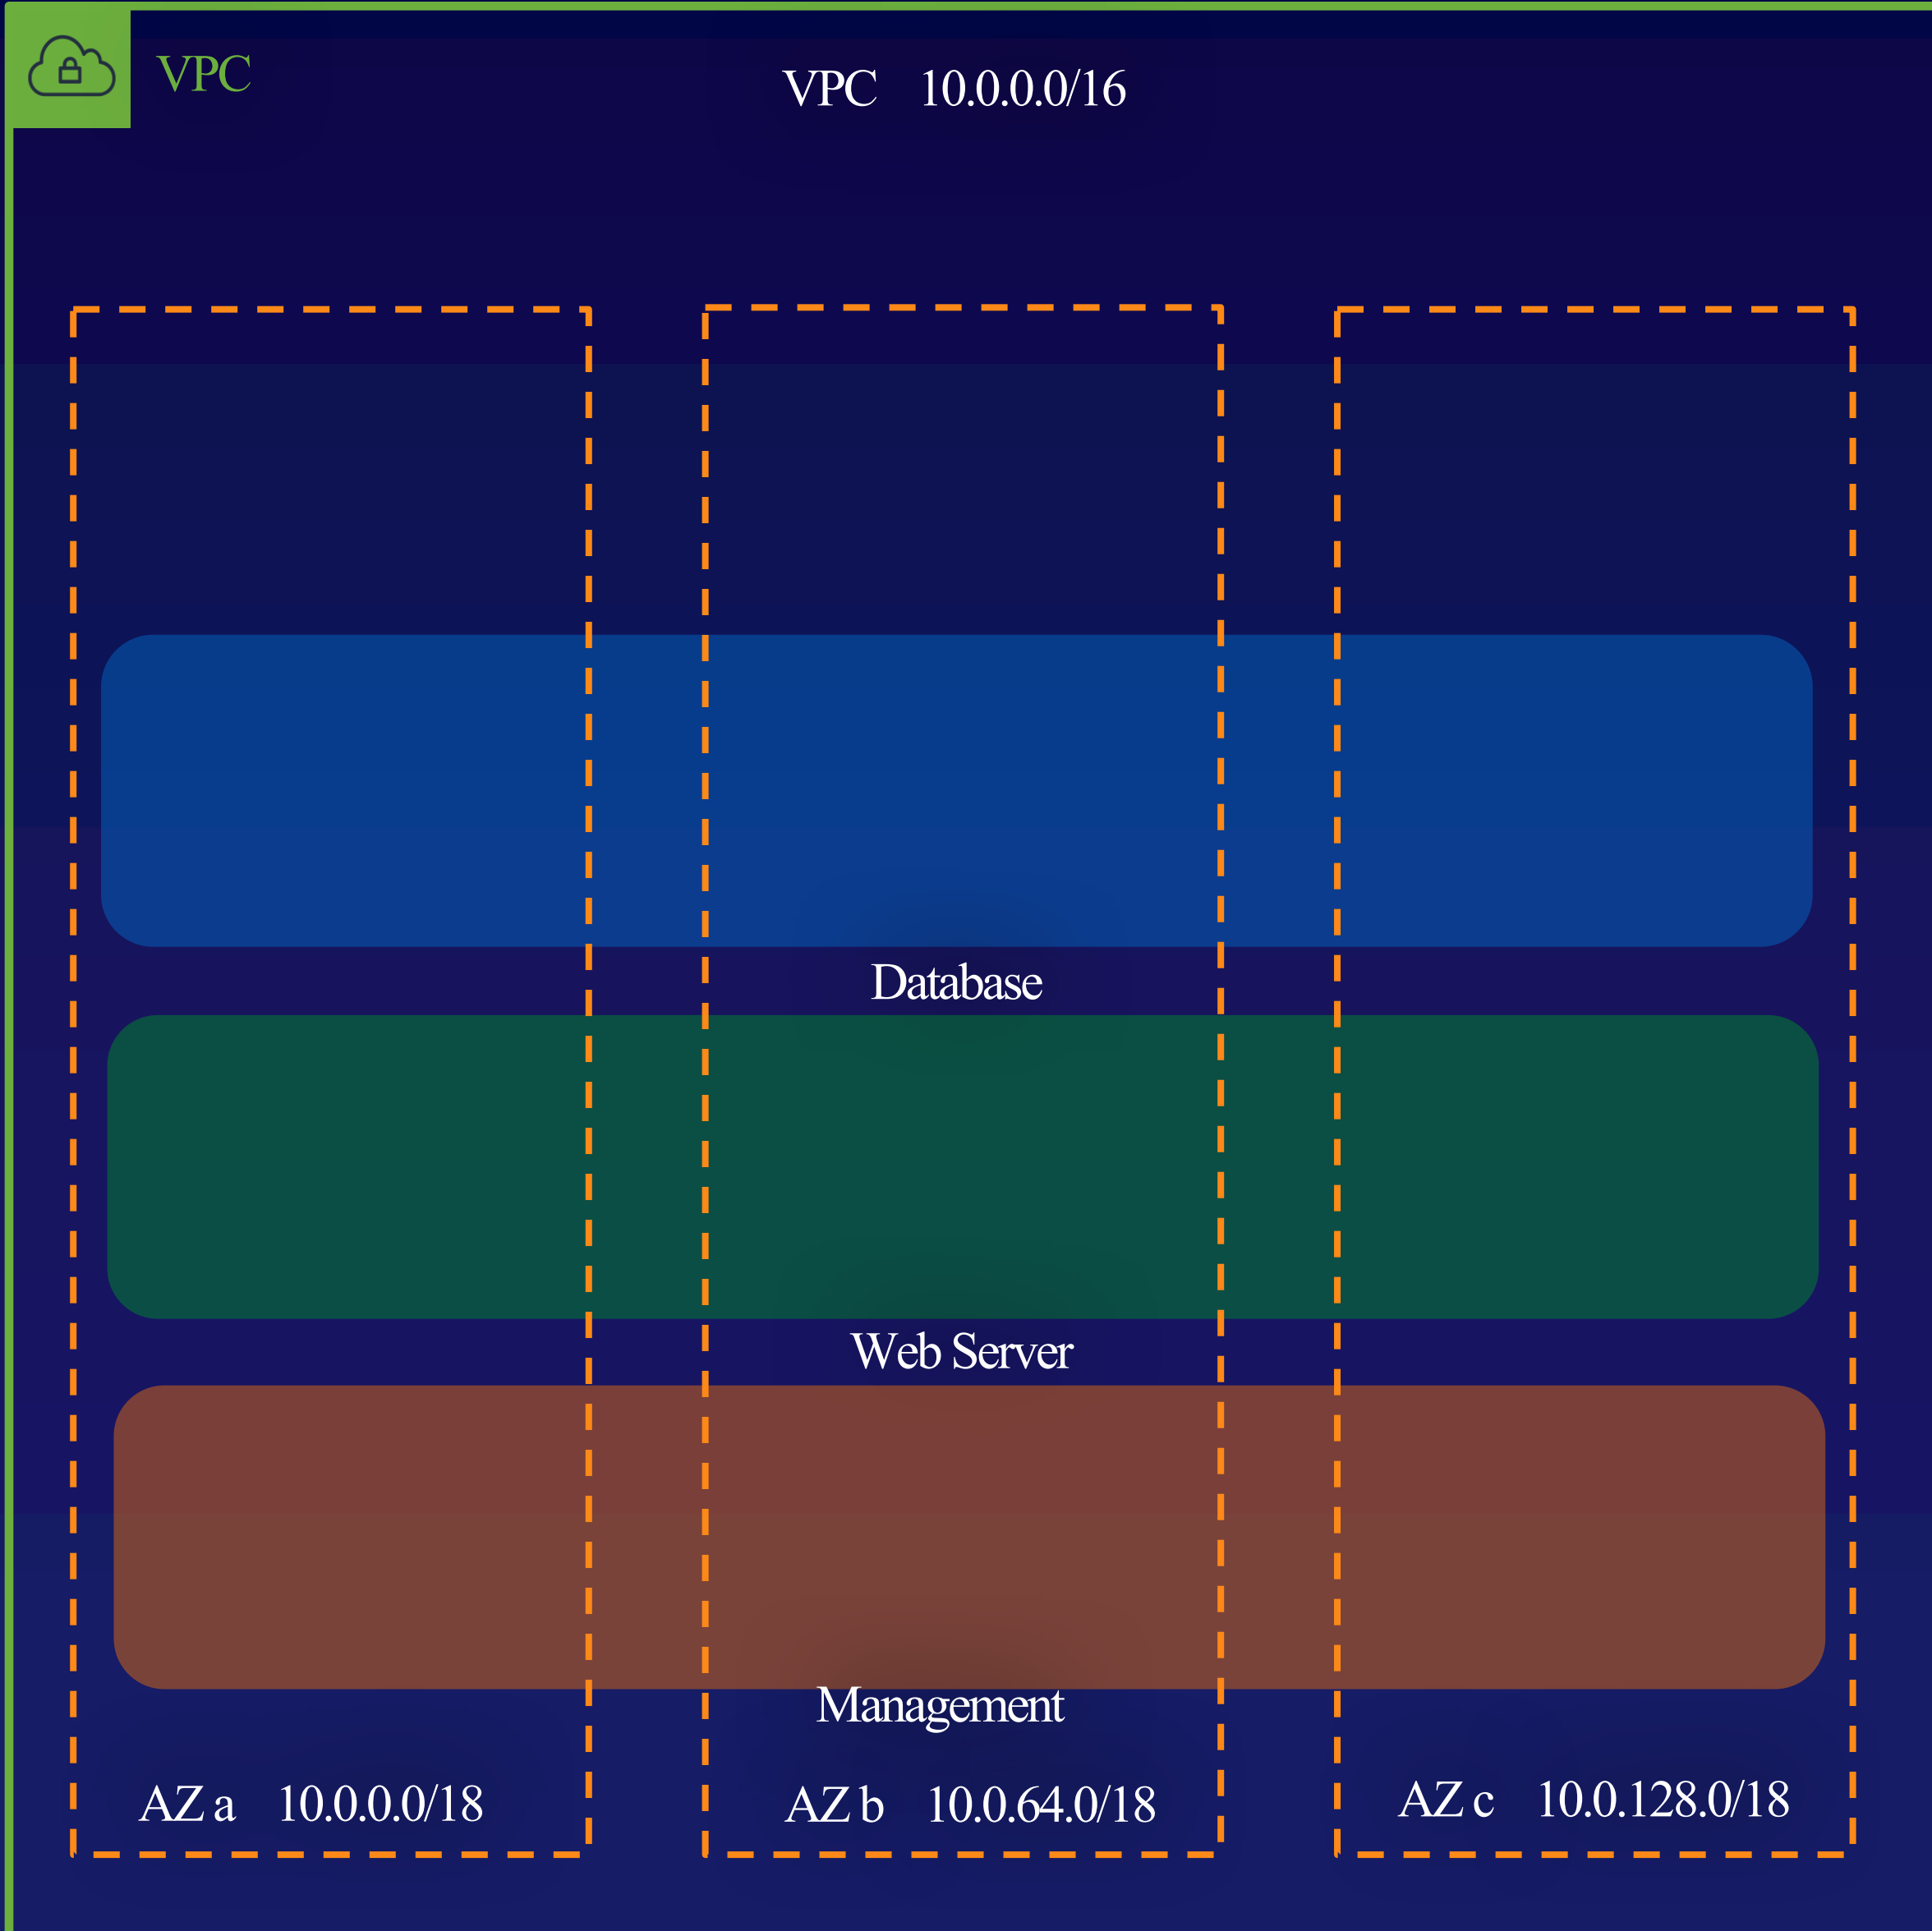 VPC
VPC 10.0.0.0/16
Database
Web Server
Management
AZ a 10.0.0.0/18
AZ b 10.0.64.0/18
AZ c 10.0.128.0/18